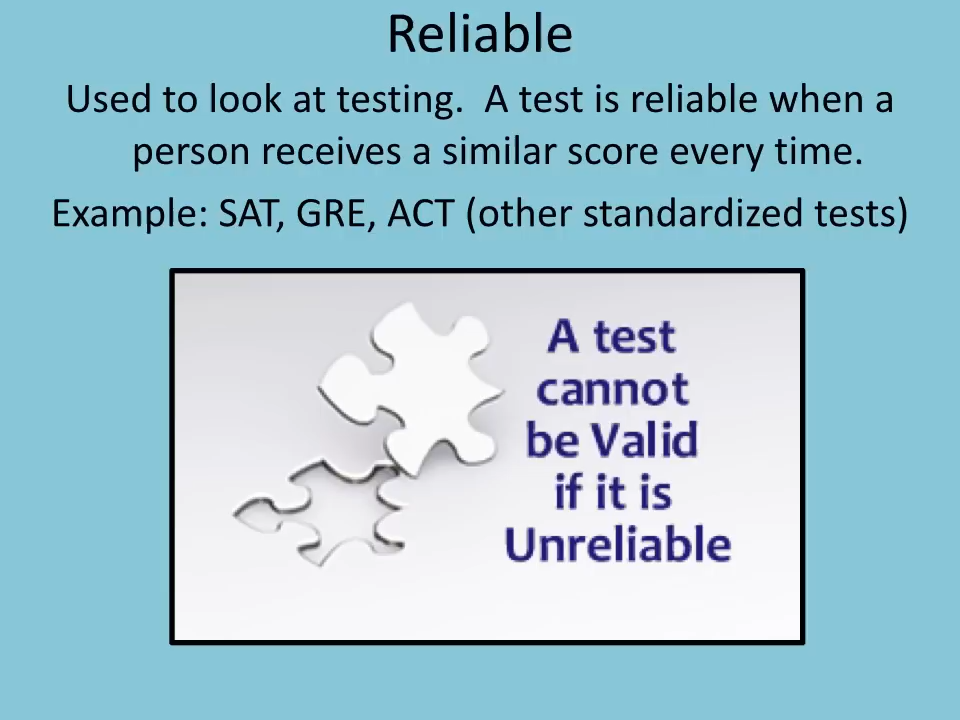 Reliable
Used to look at testing.  A test is reliable when a
person receives a similar score every time.
Example: SAT, GRE, ACT (other standardized tests)
A test
cannot
be Valid
if it is
Unreliable